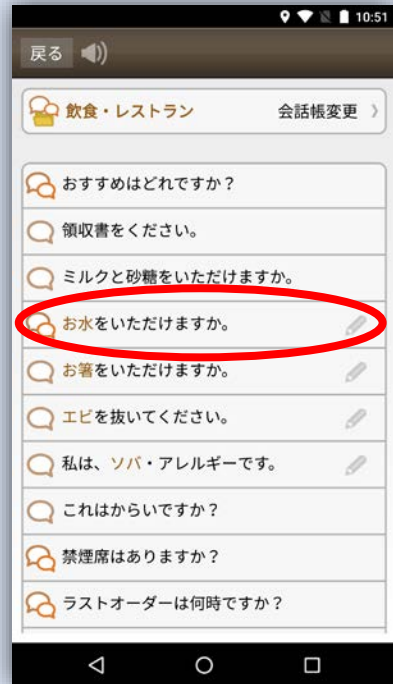 10:51
戻る
飲食・レストラン 会話帳変更
おすすめはどれですか?
領収書をください。
ミルクと砂糖をいただけますか。
お水をいただけますか。
お箸をいただけますか。
エビを抜いてください。
私は、ソバ・アレルギーです。
これはからいですか?
禁煙席はありますか?
ラストオーダーは何時ですか?